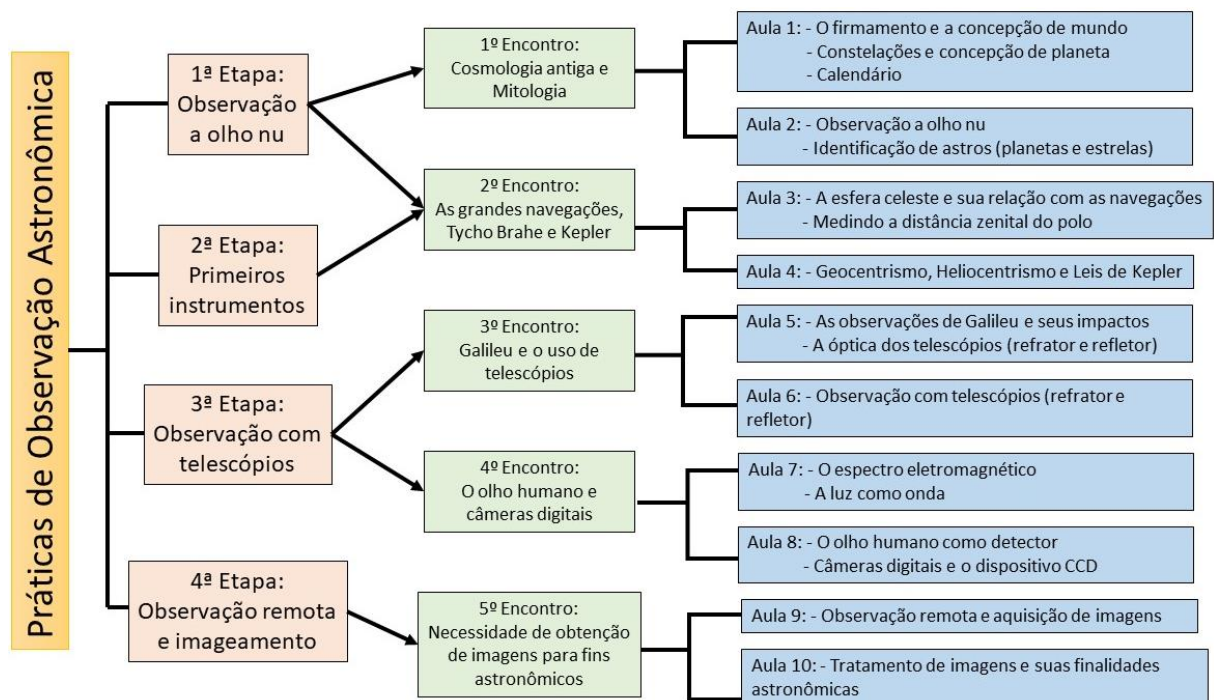 Práticas de Observação Astronômica
1ª Etapa:
Observação
a olho nu
2ª Etapa:
Primeiros
instrumentos
3ª Etapa:
Observação com
telescópios
4ª Etapa:
Observação remota
e imageamento
1º Encontro:
Cosmologia antiga e
Mitologia
2º Encontro:
As grandes navegações,
Tycho Brahe e Kepler
3º Encontro:
Galileu e o uso de
telescópios
4º Encontro:
O olho humano e
câmeras digitais
5º Encontro:
Necessidade de obtenção
de imagens para fins
astronômicos
Aula 1: - O firmamento e a concepção de mundo
- Constelações e concepção de planeta
- Calendário
Aula 2: - Observação a olho nu
- Identificação de astros (planetas e estrelas)
Aula 3: - A esfera celeste e sua relação com as navegações
- Medindo a distância zenital do polo
Aula 4: - Geocentrismo, Heliocentrismo e Leis de Kepler
Aula 5: - As observações de Galileu e seus impactos
- A óptica dos telescópios (refrator e refletor)
Aula 6: - Observação com telescópios (refrator e
refletor)
Aula 7: - O espectro eletromagnético
- A luz como onda
Aula 8: - O olho humano como detector
- Câmeras digitais e o dispositivo CCD
Aula 9: - Observação remota e aquisição de imagens
Aula 10: - Tratamento de imagens e suas finalidades
astronômicas